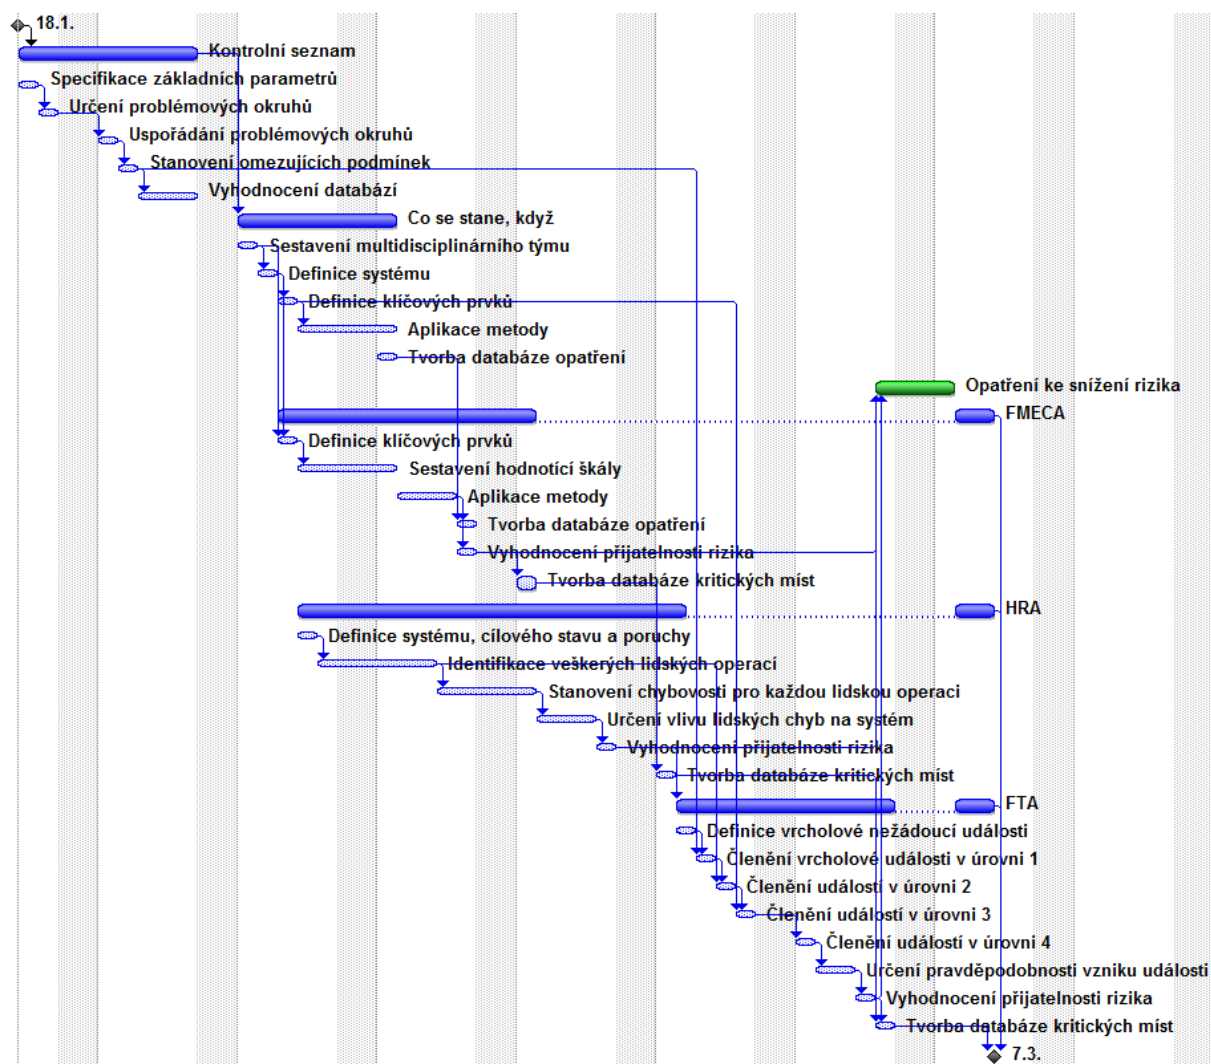 18.1.
Kontrolní seznam
Specifikace základních parametrů
Určení problémových okruhů
Uspořádání problémových okruhů
Stanovení omezujících podmínek
Vyhodnocení databází
Co se stane, když
Sestavení multidisciplinárního týmu
Definice systému
Definice klíčových prvků
Aplikace metody
Tvorba databáze opatření
Opatření ke snížení rizika
FMECA
Definice klíčových prvků
Sestavení hodnotící škály
Aplikace metody
Tvorba databáze opatření
Vyhodnocení přijatelnosti rizika
Tvorba databáze kritických míst
HRA
Definice systému, cílového stavu a poruchy
Identifikace veškerých lidských operací
Stanovení chybovosti pro každou lidskou operaci
Určení vlivu lidských chyb na systém
Vyhodnocení přijatelnosti rizika
Tvorba databáze kritických míst
FTA
Definice vrcholové nežádoucí události
Členění vrcholové události v úrovni 1
Členění událostí v úrovni 2
Členění událostí v úrovni 3
Členění událostí v úrovni 4
Určení pravděpodobnosti vzniku události
Vyhodnocení přijatelnosti rizika
Tvorba databáze kritických míst
7.3.